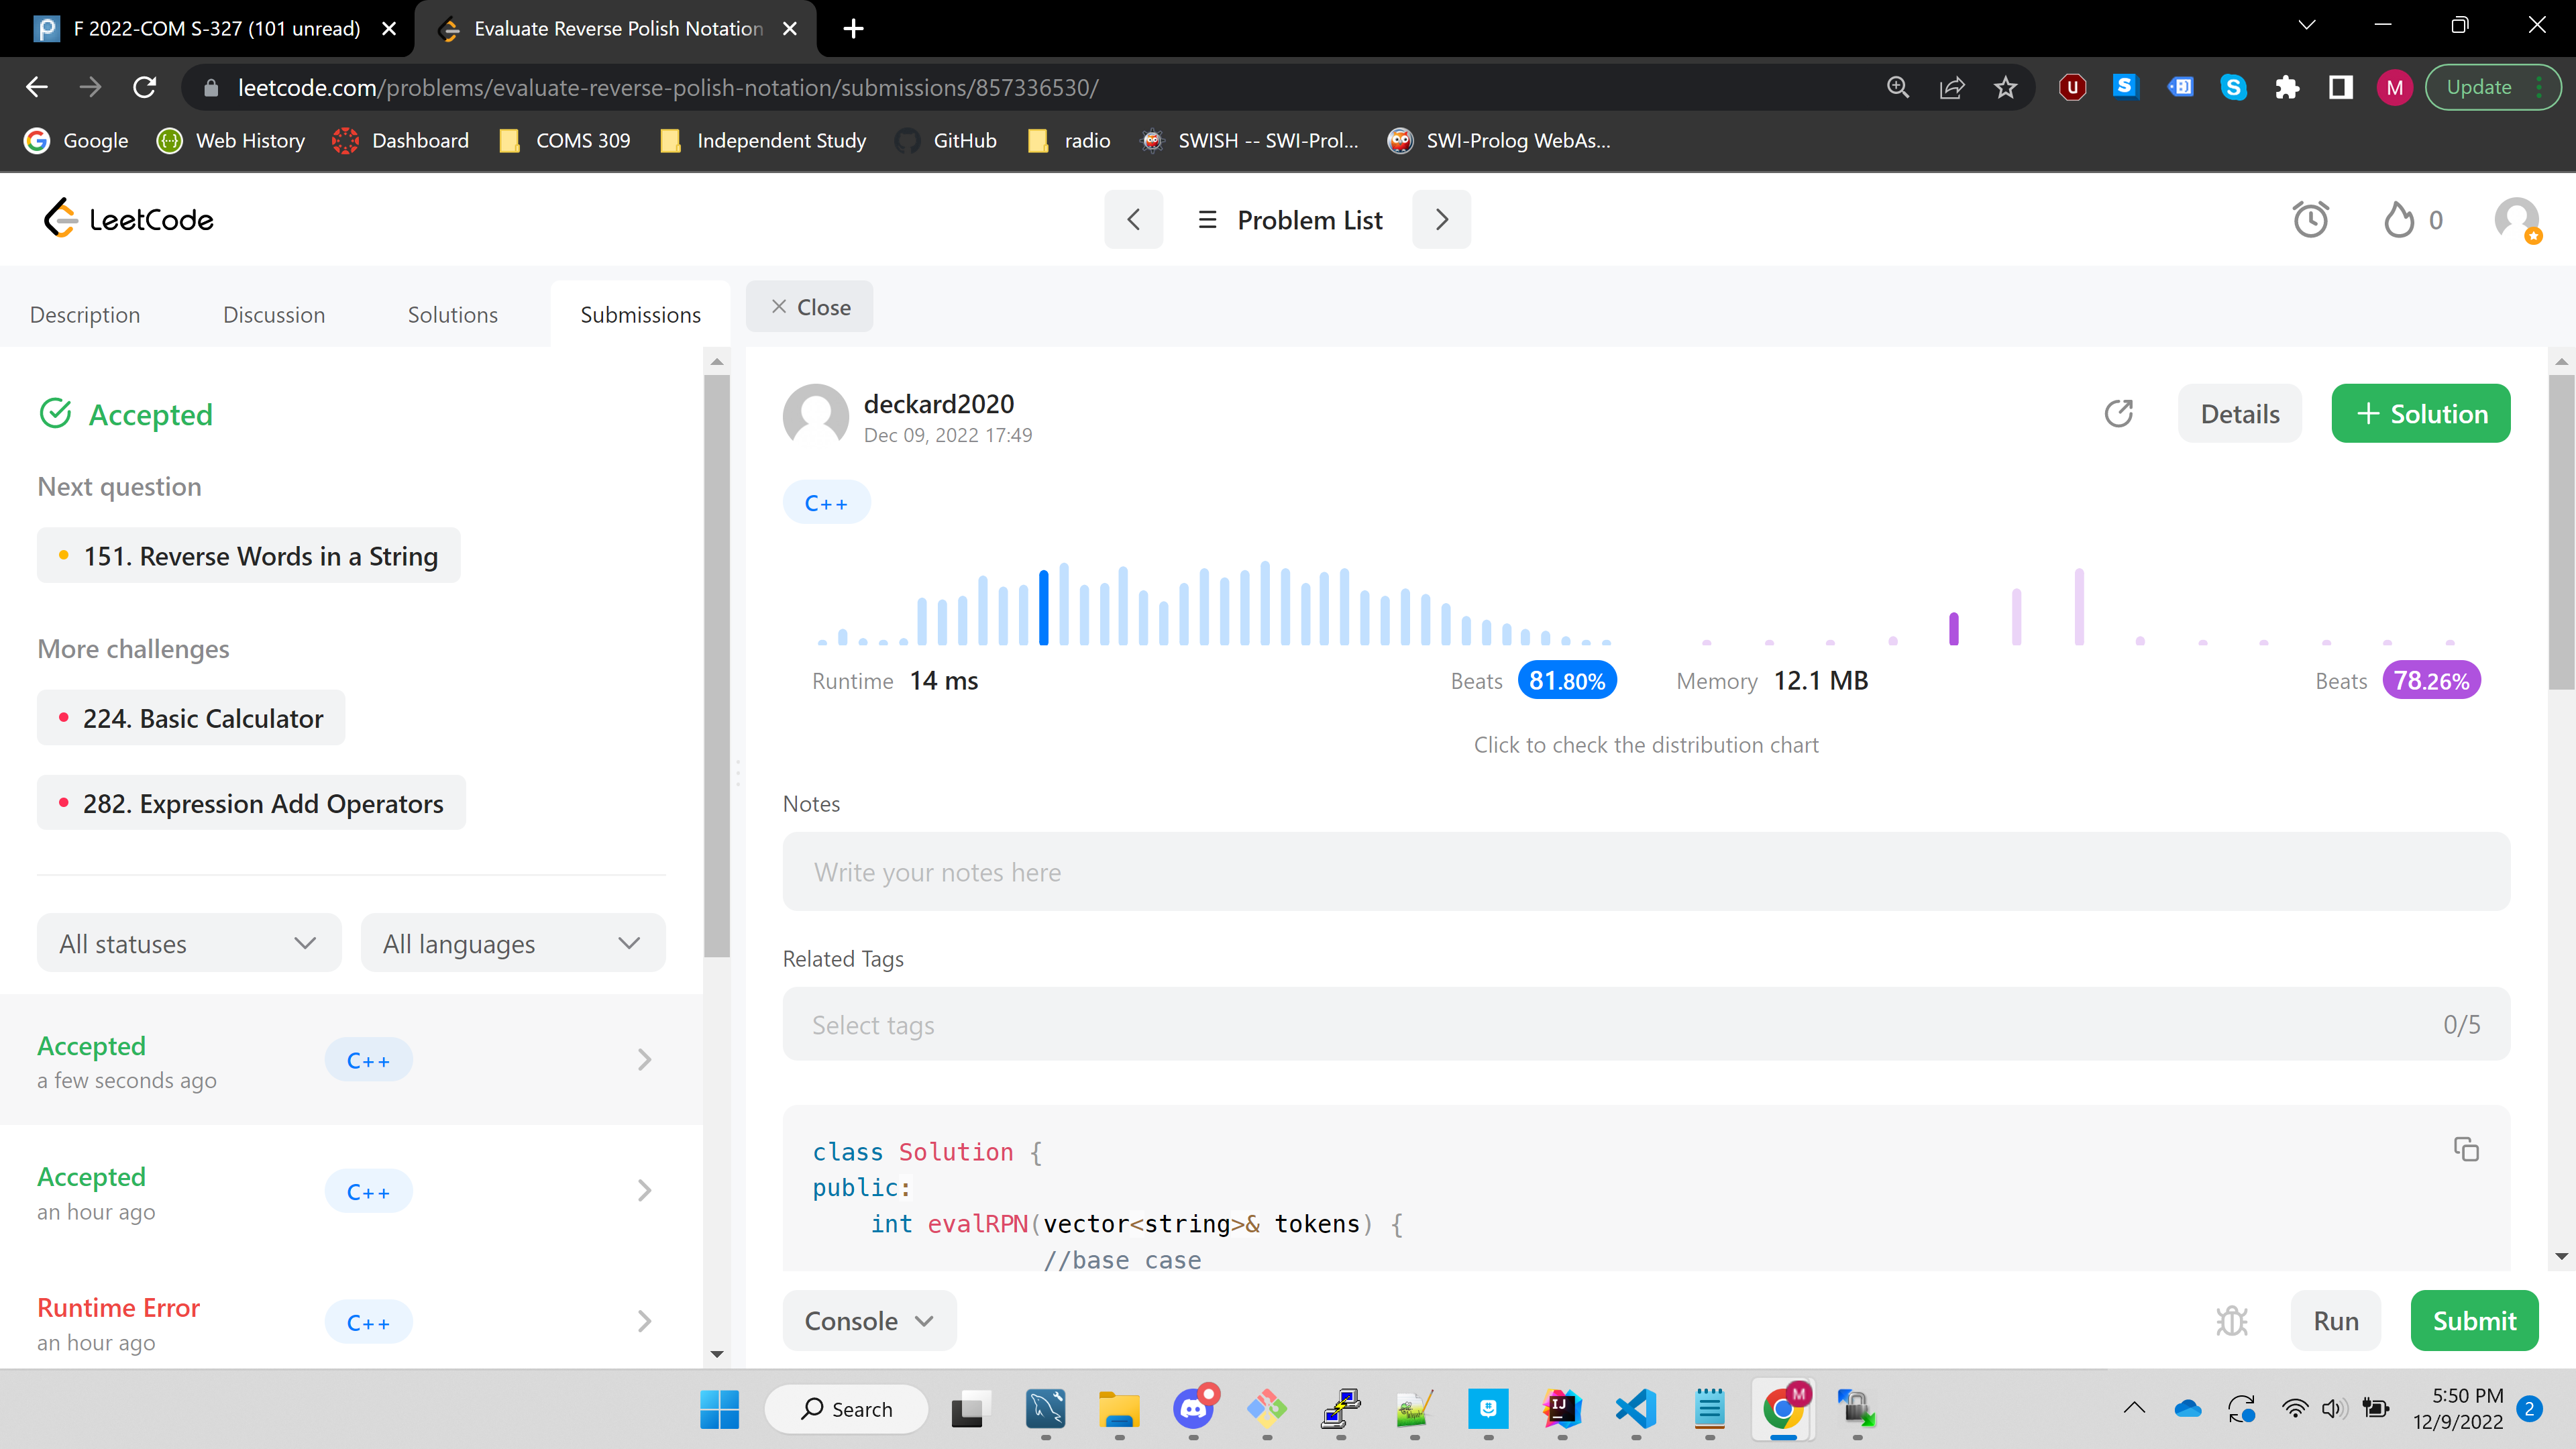 F 2022-COM S-327 (101 unread)
Evaluate Reverse Polish Notation
leetcode.com/problems/evaluate-reverse-polish-notation/submissions/857336530/
M
Update
Google
Web History
Dashboard
COMS 309
Independent Study
GitHub
radio
SWISH -- SWI-Prol...
SWI-Prolog WebAs...
LeetCode
Problem List
0
Description
Discussion
Solutions
Submissions
Close
Accepted
Next question
151. Reverse Words in a String
More challenges
224. Basic Calculator
282. Expression Add Operators
All statuses
All languages
Accepted
a few seconds ago
C++
Accepted
an hour ago
C++
Runtime Error
an hour ago
C++
deckard2020
Dec 09, 2022 17:49
Details
+ Solution
C++
Runtime 14 ms
Beats 81.80%
Memory 12.1 MB
Beats 78.26%
Click to check the distribution chart
Notes
Write your notes here
Related Tags
Select tags
0/5
class Solution {
public:
int evalRPN(vector<string>& tokens) {
//base case
Console
Run
Submit
Search
M
5:50 PM
12/9/2022
2